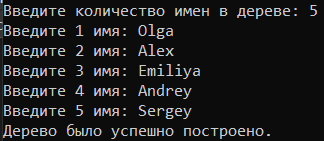 Введите количество имен в дереве: 5
Введите 1 имя: Olga
Введите 2 имя: Alex
Введите 3 имя: Emiliya
Введите 4 имя: Andrey
Введите 5 имя: Sergey
Дерево было успешно построено.